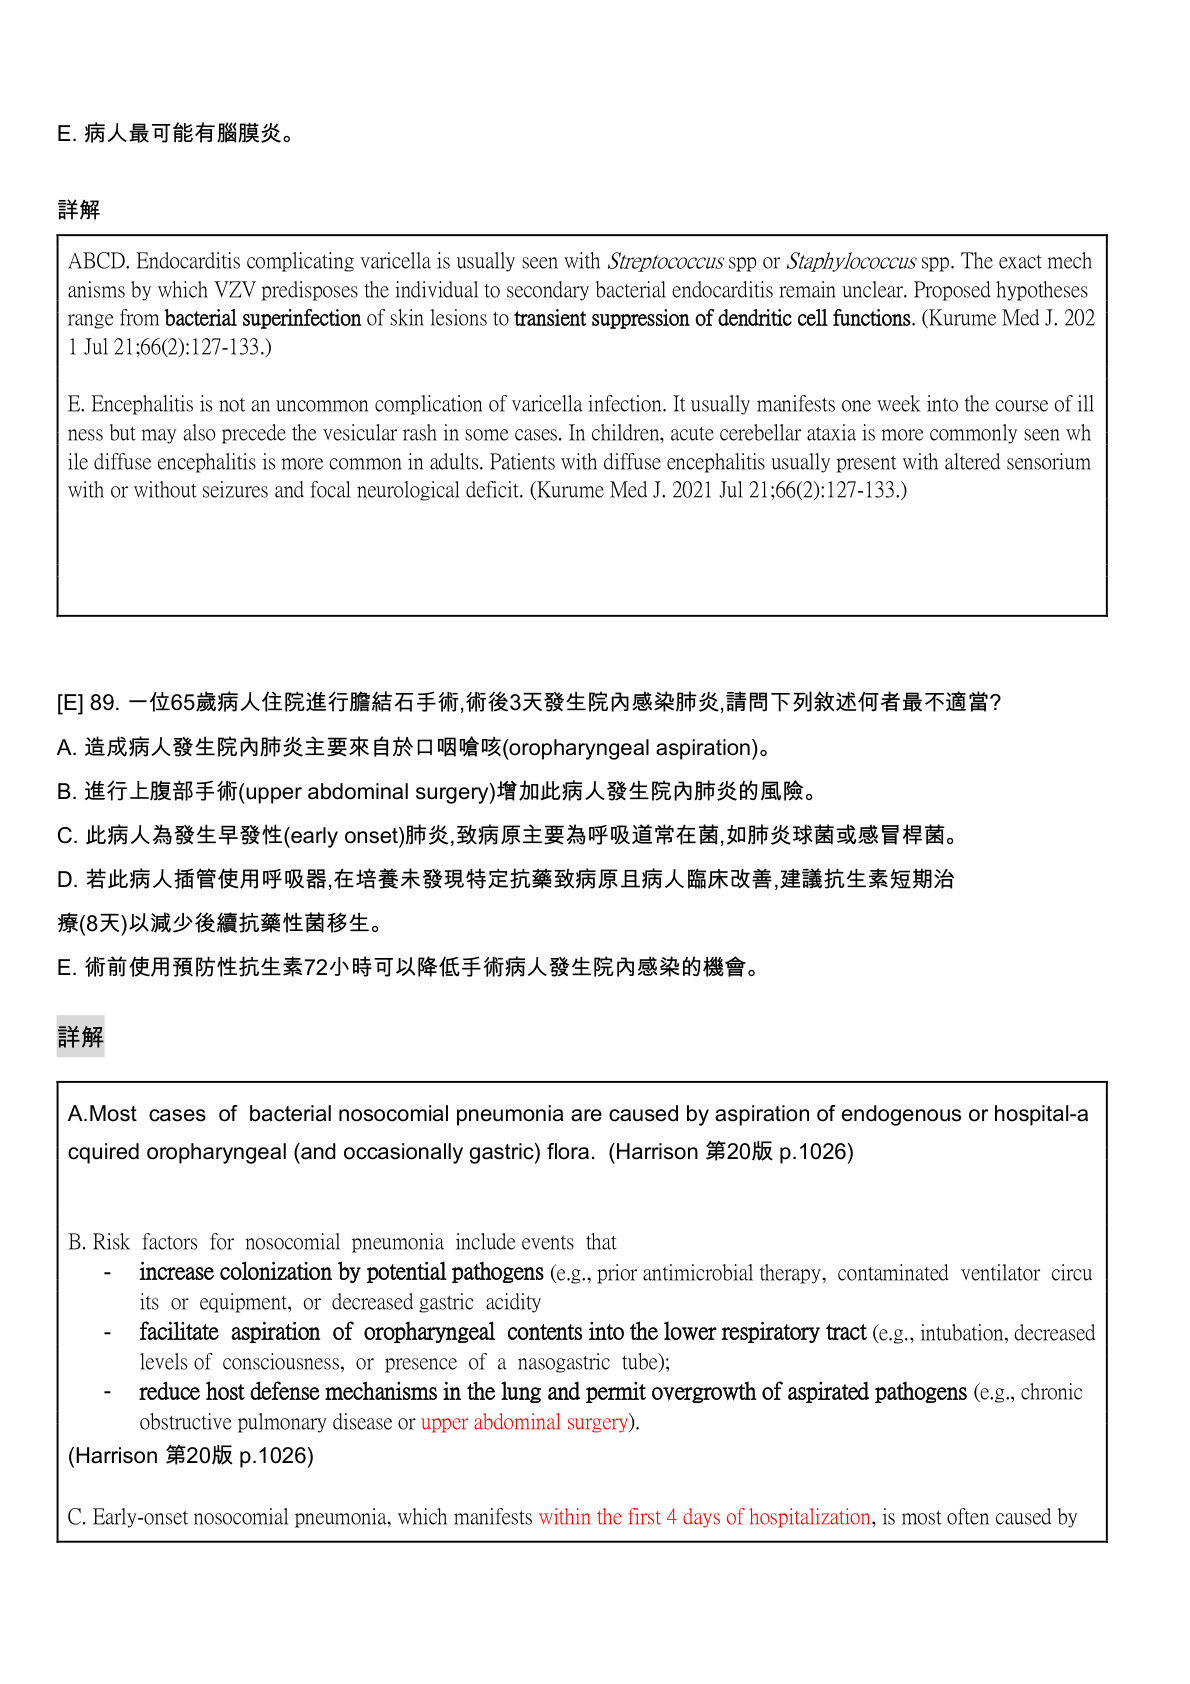 E. 病人最可能有腦膜炎。
詳解
ABCD. Endocarditis complicating varicella is usually seen with Streptococcus spp or Staphylococcus spp. The exact mech
anisms by which VZV predisposes the individual to secondary bacterial endocarditis remain unclear. Proposed hypotheses
range from bacterial superinfection of skin lesions to transient suppression of dendritic cell functions. (Kurume Med J. 202
1 Jul 21;66(2):127-133.)
E. Encephalitis is not an uncommon complication of varicella infection. It usually manifests one week into the course of ill
ness but may also precede the vesicular rash in some cases. In children, acute cerebellar ataxia is more commonly seen wh
ile diffuse encephalitis is more common in adults. Patients with diffuse encephalitis usually present with altered sensorium
with or without seizures and focal neurological deficit. (Kurume Med J. 2021 Jul 21;66(2):127-133.)
[E] 89. 一位65歲病人住院進行膽結石手術,術後3天發生院內感染肺炎,請問下列敘述何者最不適當?
A. 造成病人發生院內肺炎主要來自於口咽嗆咳(oropharyngeal aspiration)。
B. 進行上腹部手術(upper abdominal surgery)增加此病人發生院內肺炎的風險。
C. 此病人為發生早發性(early onset)肺炎,致病原主要為呼吸道常在菌,如肺炎球菌或感冒桿菌。
D. 若此病人插管使用呼吸器,在培養未發現特定抗藥致病原且病人臨床改善,建議抗生素短期治
療(8天)以減少後續抗藥性菌移生。
E. 術前使用預防性抗生素72小時可以降低手術病人發生院內感染的機會。
詳解
A.Most cases of bacterial nosocomial pneumonia are caused by aspiration of endogenous or hospital-a
cquired oropharyngeal (and occasionally gastric) flora. (Harrison 第20版 p.1026)
B. Risk factors for nosocomial pneumonia include events that
- increase colonization by potential pathogens (e.g., prior antimicrobial therapy, contaminated ventilator circu
its or equipment, or decreased gastric acidity
- facilitate aspiration of oropharyngeal contents into the lower respiratory tract (e.g., intubation, decreased
levels of consciousness, or presence of a nasogastric tube);
- reduce host defense mechanisms in the lung and permit overgrowth of aspirated pathogens (e.g., chronic
obstructive pulmonary disease or upper abdominal surgery).
(Harrison 第20版 p.1026)
C. Early-onset nosocomial pneumonia, which manifests within the first 4 days of hospitalization, is most often caused by